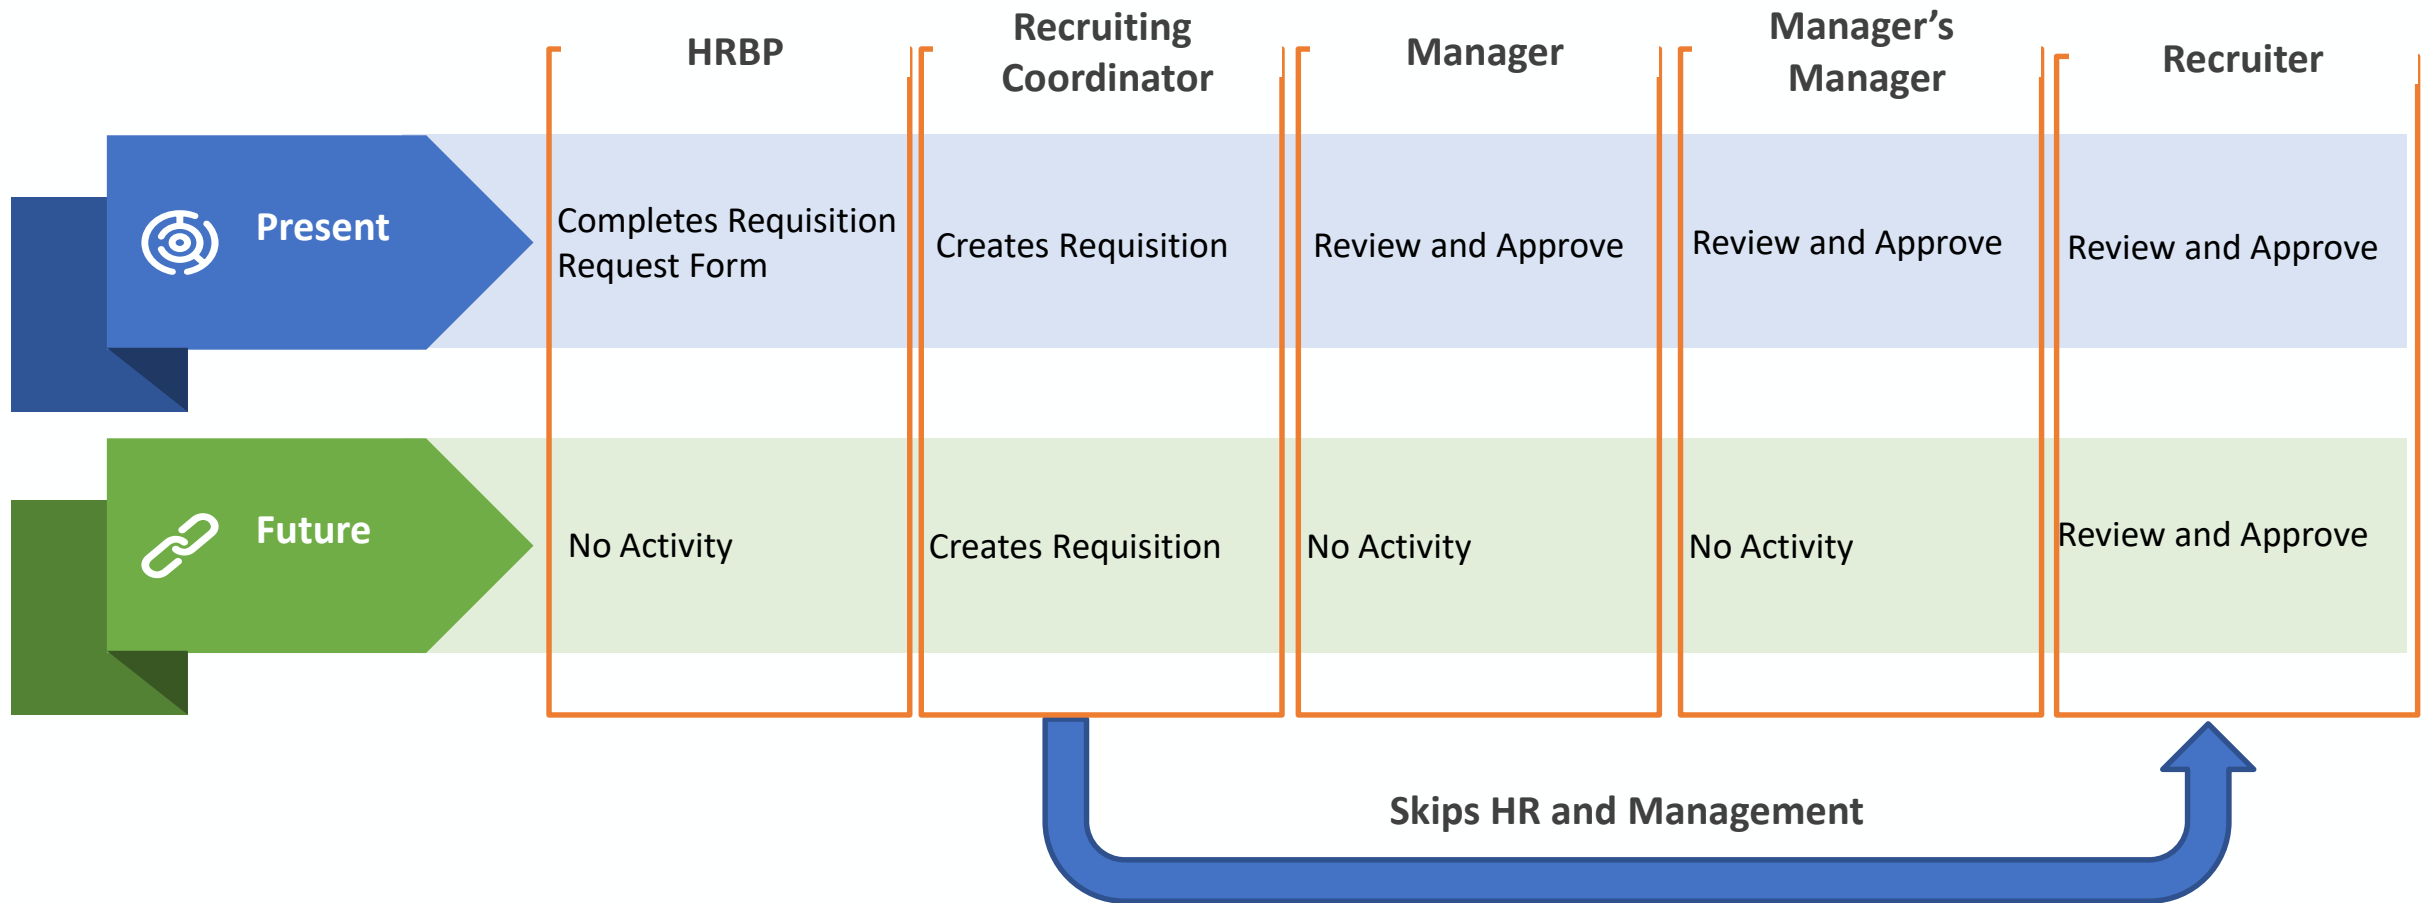 HRBP
Recruiting
Coordinator
Manager
Manager’s
Manager
Recruiter
Present
Completes Requisition
Request Form
Creates Requisition
Review and Approve
Review and Approve
Review and Approve
Future
No Activity
Creates Requisition
No Activity
No Activity
Review and Approve
Skips HR and Management